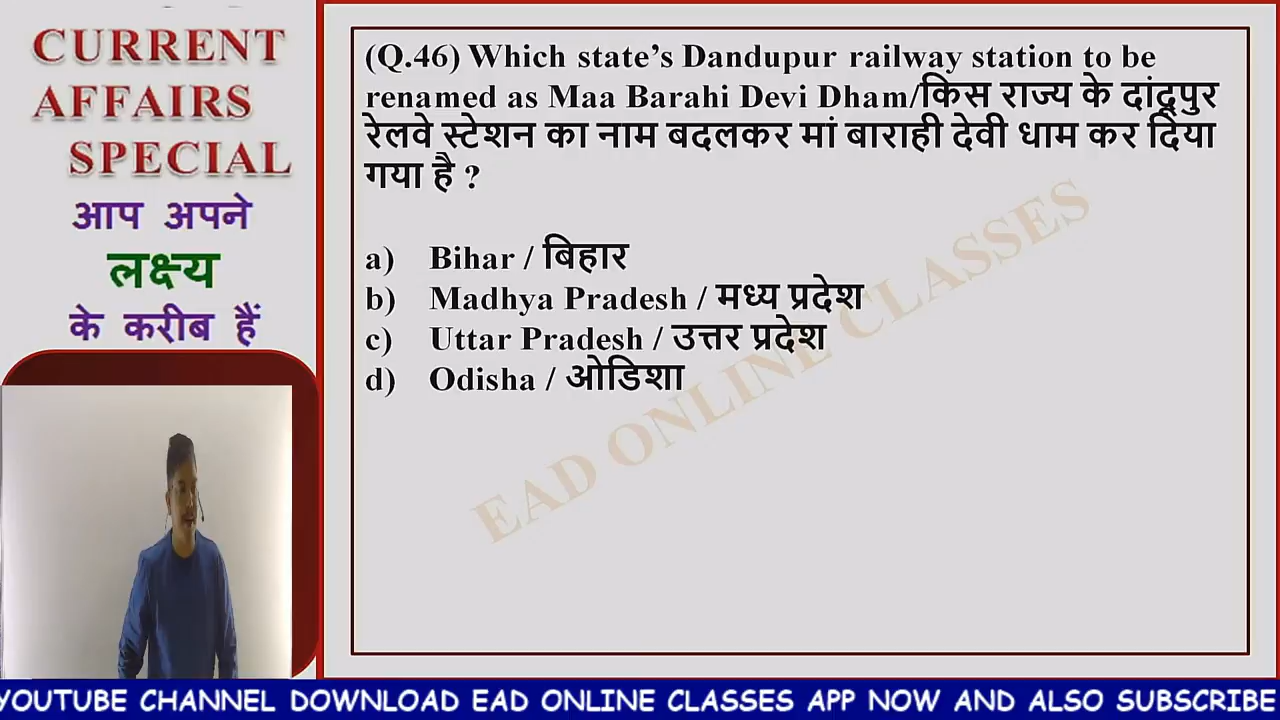 CURRENT
AFFAIRS
SPECIAL
आप अपने
लक्ष्य
के करीब हैं
(Q.46) Which state’s Dandupur railway station to be
renamed as Maa Barahi Devi Dham/किस राज्य के दांदूपुर
रेलवे स्टेशन का नाम बदलकर मां बाराही देवी धाम कर दिया
गया है ?
a) Bihar / बिहार
b) Madhya Pradesh / मध्य प्रदेश
c) Uttar Pradesh / उत्तर प्रदेश
d) Odisha / ओडिशा
EAD ONLINE CLASSES
YOUTUBE CHANNEL DOWNLOAD EAD ONLINE CLASSES APP NOW AND ALSO SUBSCRIBE